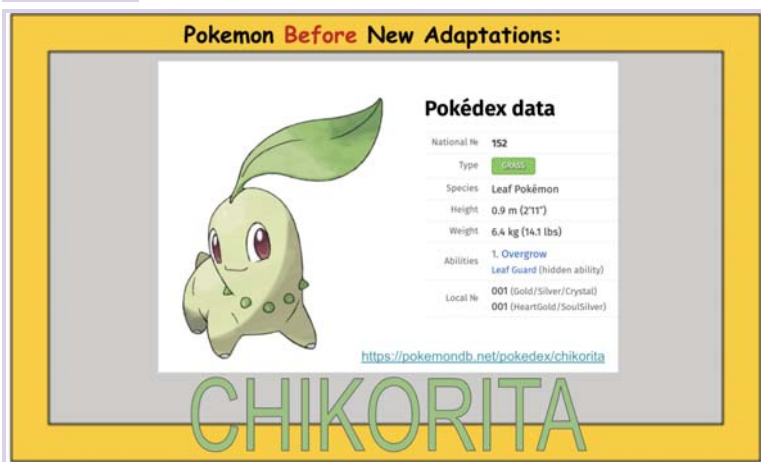 Pokemon Before New Adaptations:
Pokédex data
National № 152
Type GRASS
Species Leaf Pokémon
Height 0.9 m (2'11")
Weight 6.4 kg (14.1 lbs)
Abilities 1. Overgrow
Leaf Guard (hidden ability)
Local № 001 (Gold/Silver/Crystal)
001 (HeartGold/SoulSilver)
https://pokemondb.net/pokedex/chikorita
CHIKORITA